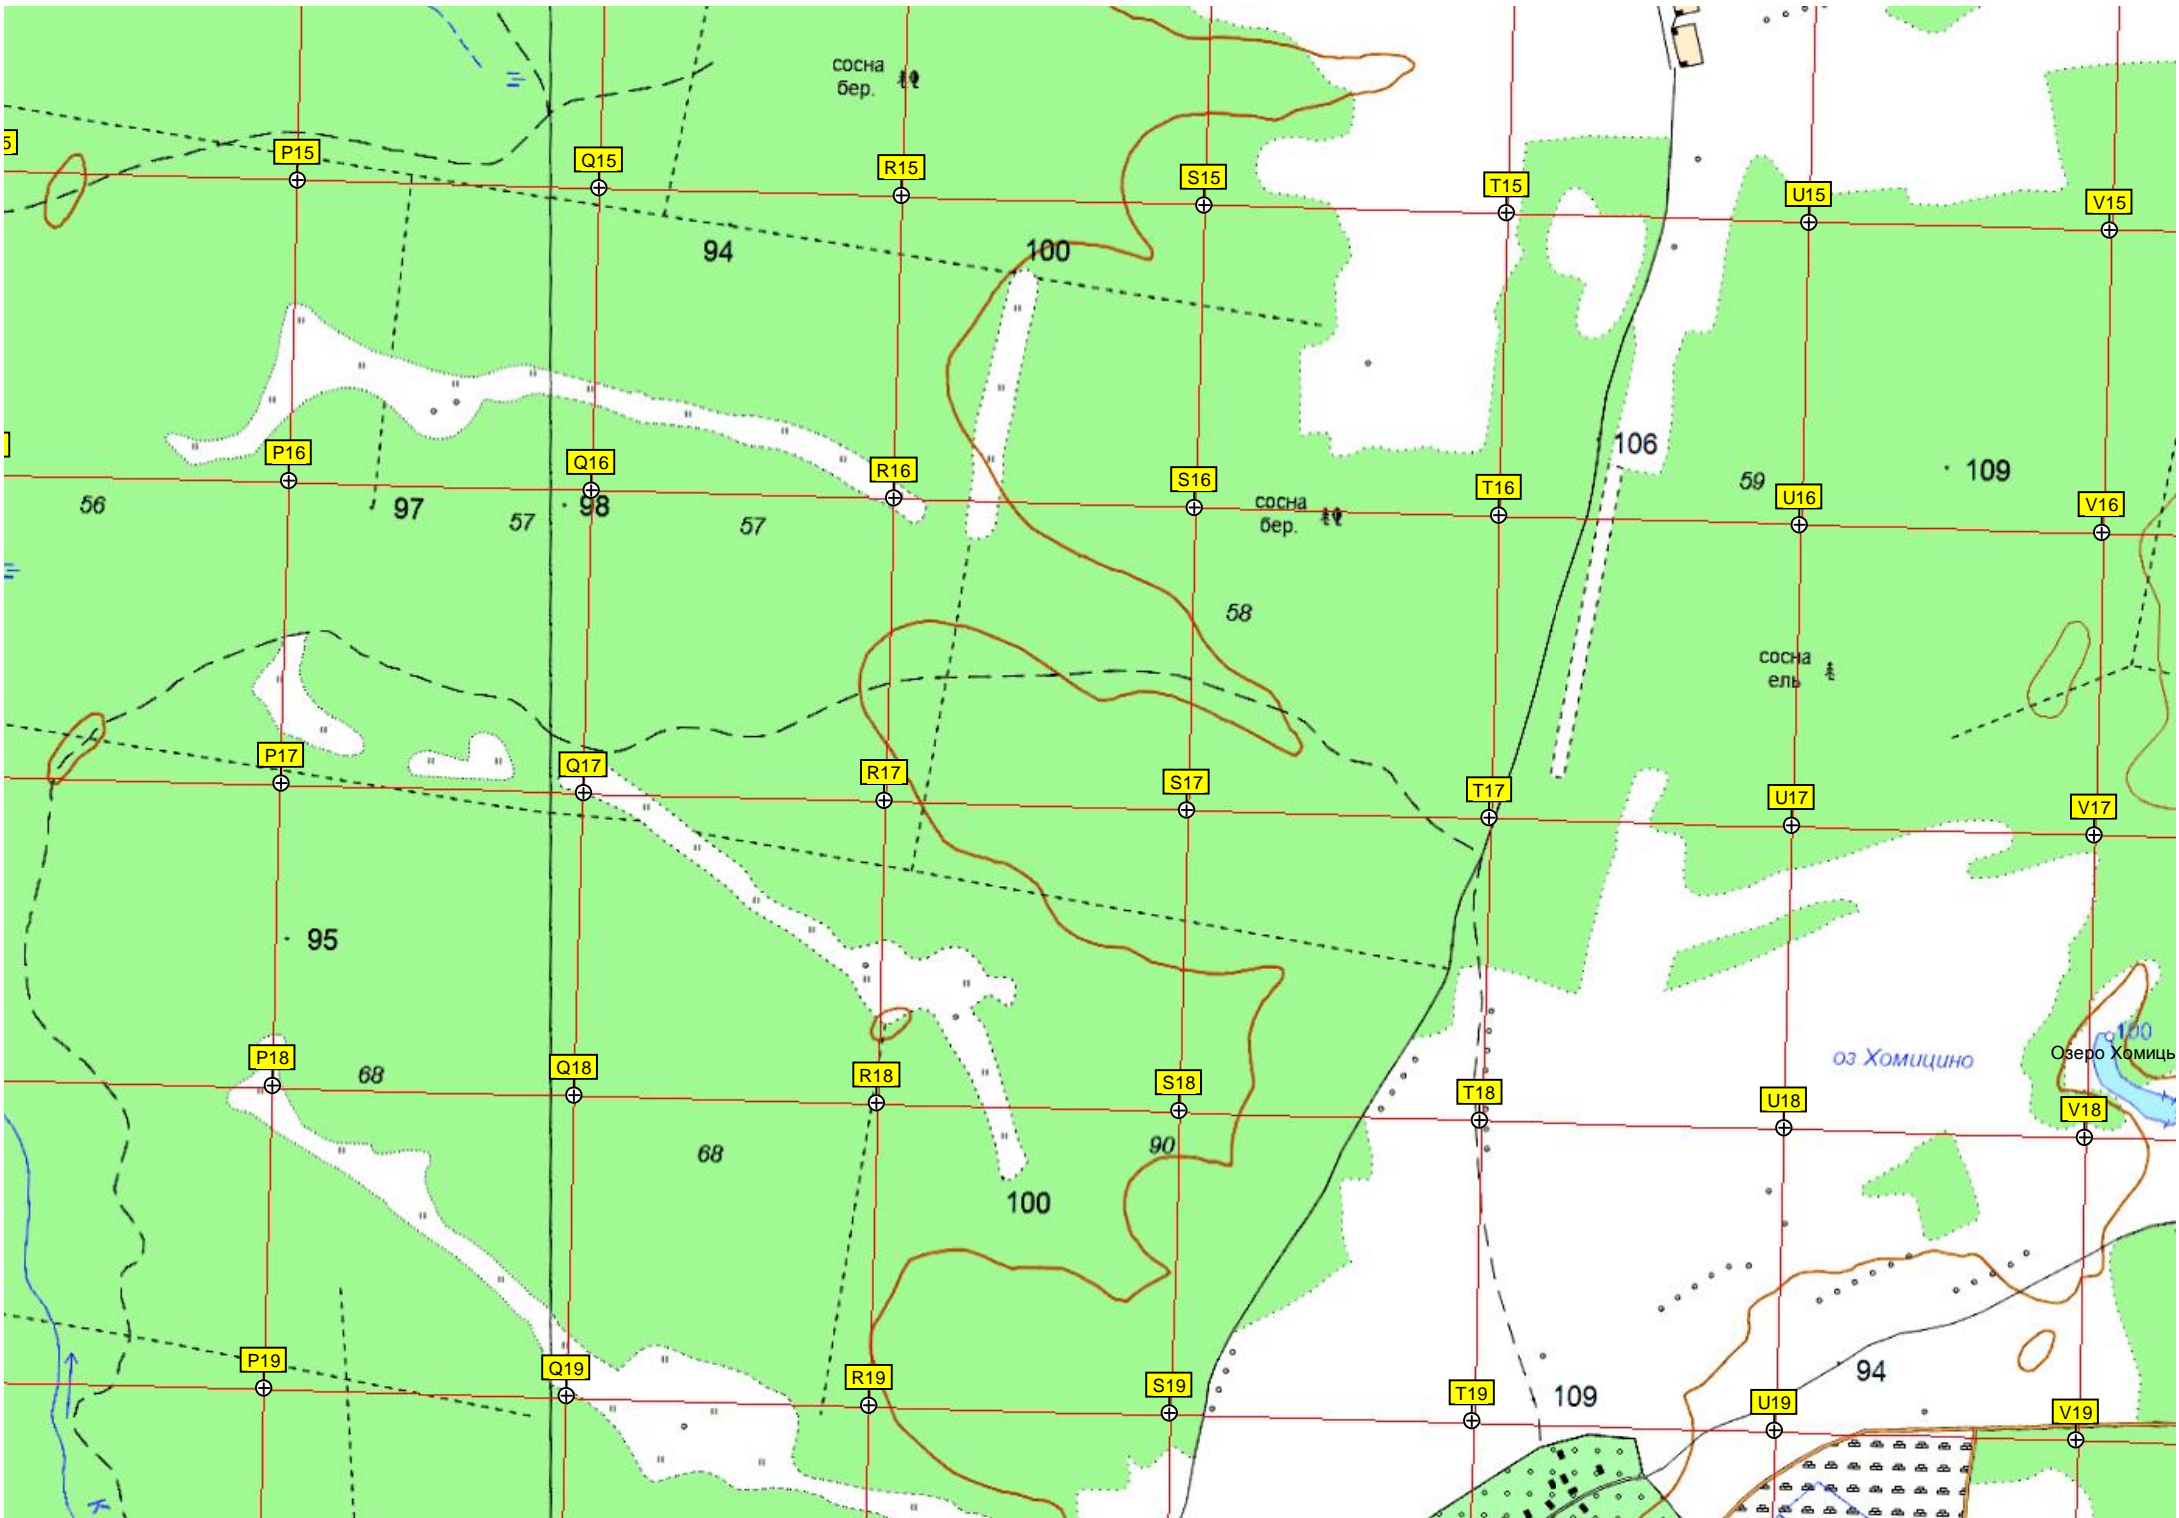 сосна
бер.
5
P15
Q15
R15
S15
T15
U15
V15
94
100
106
P16
Q16
R16
S16
T16
U16
V16
59
109
56
97
57
98
57
сосна
бер.
58
сосна
ель
P17
Q17
R17
S17
T17
U17
V17
95
100
оз Хомицино
Озеро Хомиць
P18
68
Q18
R18
S18
T18
U18
V18
68
90
100
P19
Q19
R19
S19
T19
109
94
U19
V19
К